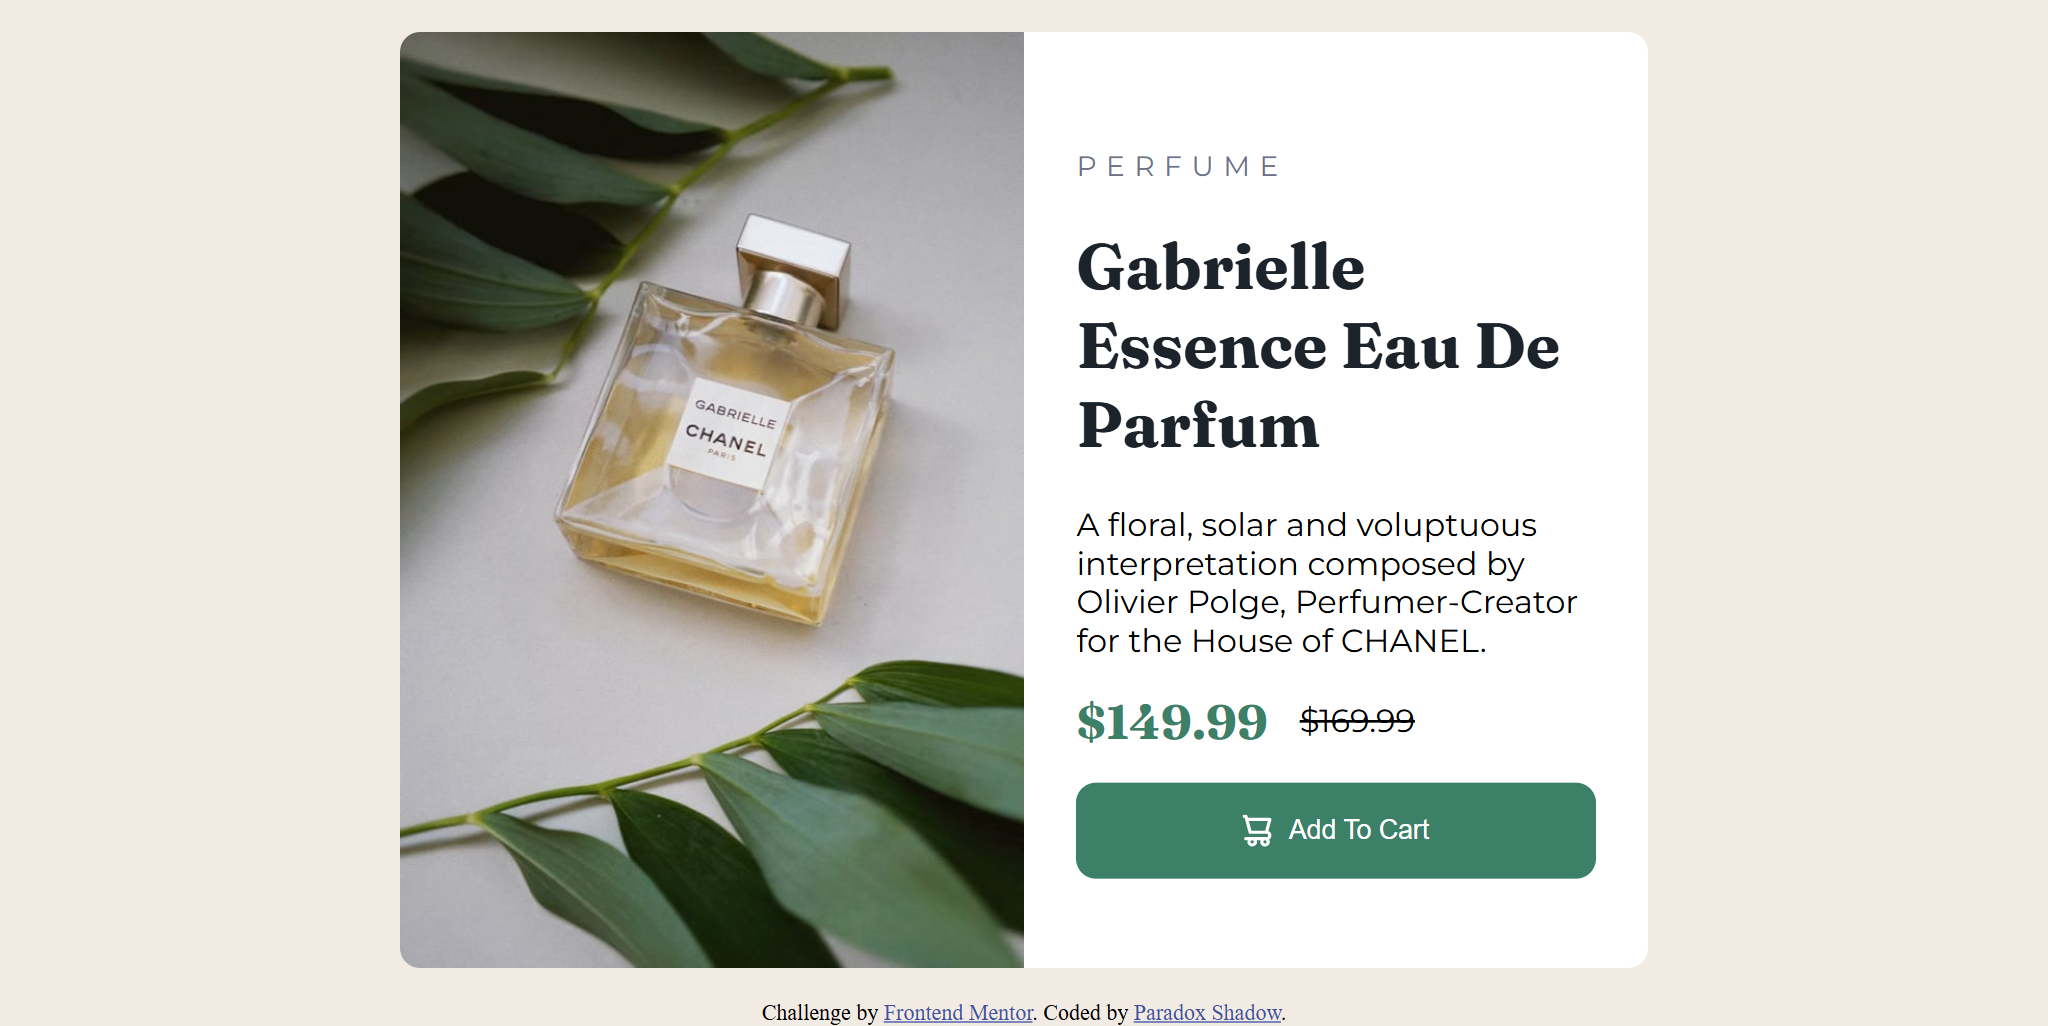 GABRIELLE
CHANEL
PARIS
PERFUME
Gabrielle
Essence Eau De
Parfum
A floral, solar and voluptuous
interpretation composed by
Olivier Polge, Perfumer-Creator
for the House of CHANEL.
$149.99 $169.99
Add To Cart
Challenge by Frontend Mentor. Coded by Paradox Shadow.